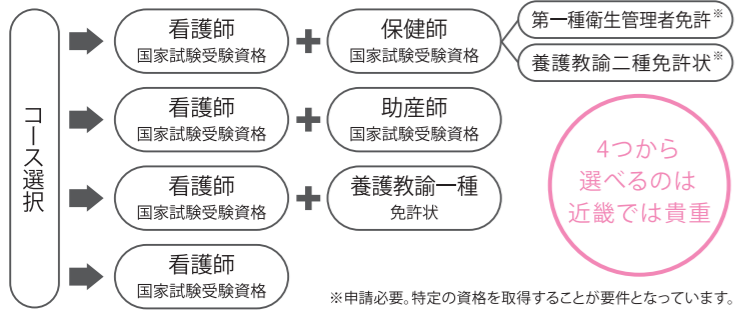 コース選択
看護師
国家試験受験資格
+
保健師
国家試験受験資格
第一種衛生管理者免許※
養護教諭二種免許状※
看護師
国家試験受験資格
+
助産師
国家試験受験資格
看護師
国家試験受験資格
+
養護教諭一種
免許状
看護師
国家試験受験資格
4つから
選べるのは
近畿では貴重
※申請必要。特定の資格を取得することが要件となっています。